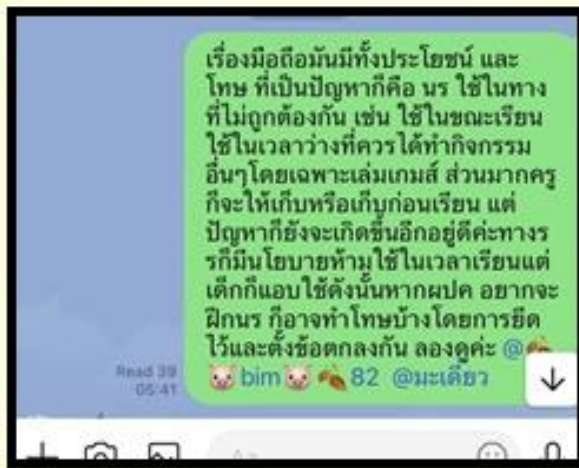 เรื่องมือถือมันมีทั้งประโยชน์ และ
โทษ ที่เป็นปัญหาก็คือ นร ใช้ในทาง
ที่ไม่ถูกต้องกัน เช่น ใช้ในขณะเรียน
ใช้ในเวลาว่างที่ควรได้ทำกิจกรรม
อื่นๆโดยเฉพาะเล่มเกมส์ ส่วนมากครู
ก็จะให้เก็บหรือเก็บก่อนเรียน แต่
ปัญหาก็ยังจะเกิดขึ้นอีกอยู่ดีค่ะทางร
รก็มีนโยบายห้ามใช้ในเวลาเรียนแต่
เด็กก็แอบใช้ดังนั้นหากผปค อยากจะ
ฝึกนร ก็อาจทำโทษบ้างโดยการยึด
ไว้และตั้งข้อตกลงกัน ลองดูค่ะ @🍂
🐷bim🐷🍂82 @มะเดี่ยว
Read 39
05:41
Aa